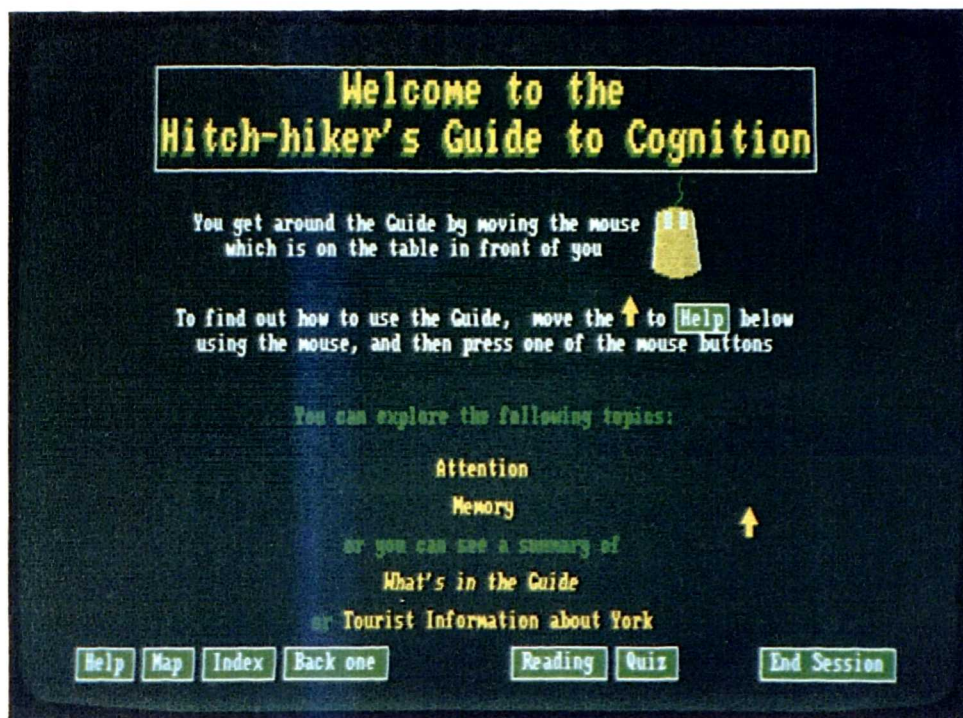 Welcome to the
Hitch-hiker's Guide to Cognition
You get around the Guide by moving the mouse
which is on the table in front of you
To find out how to use the Guide, move the to Help below
using the mouse, and then press one of the mouse buttons
You can explore the following topics:
Attention
Memory
or you can see a summary of
What's in the Guide
or Tourist Information about York
Help Map Index Back one Reading Quiz End Session